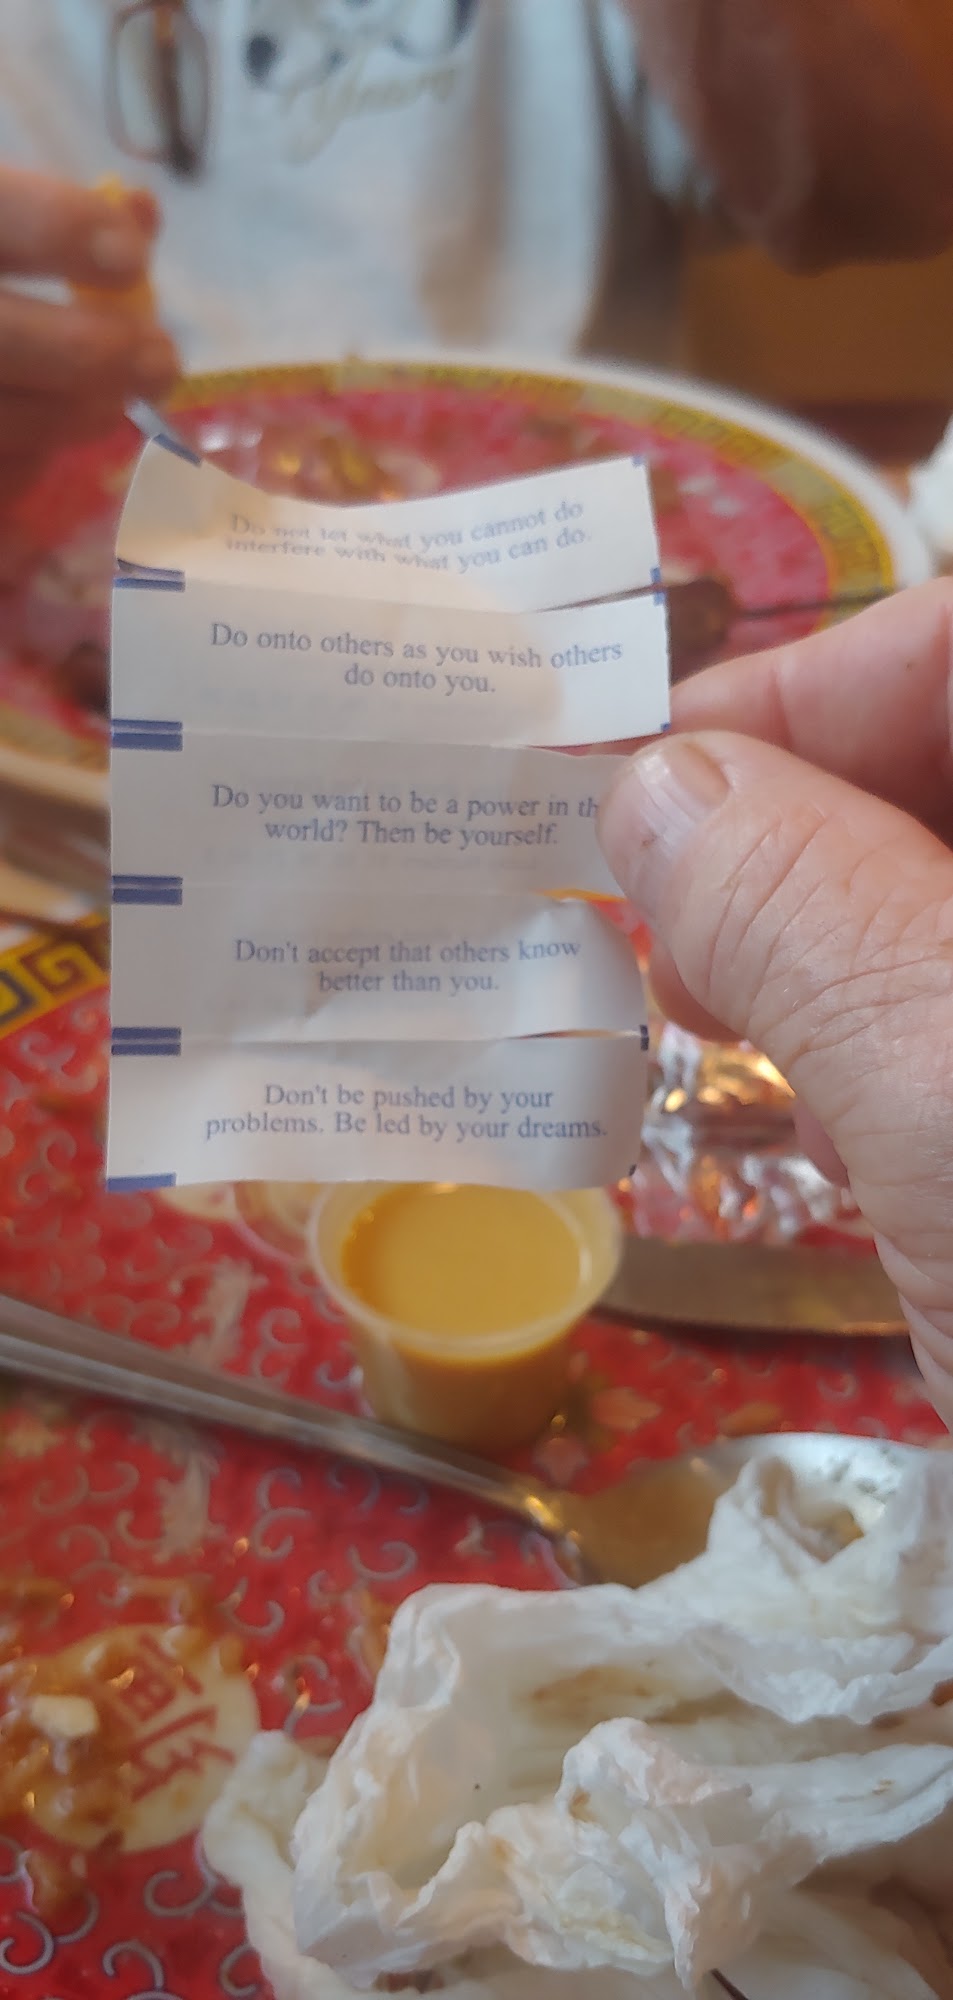 Do not let what you cannot do
interfere with what you can do.
Do onto others as you wish others
do onto you.
Do you want to be a power in th
world? Then be yourself.
Don't accept that others know
better than you.
Don't be pushed by your
problems. Be led by your dreams.